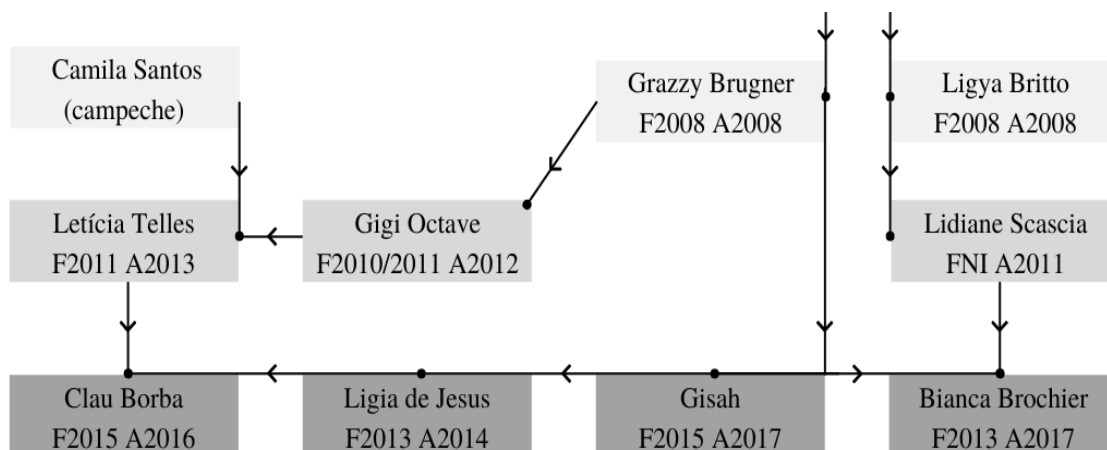 Camila Santos
(campeche)
Grazzy Brugner
F2008 A2008
Ligya Britto
F2008 A2008
Letícia Telles
F2011 A2013
Gigi Octave
F2010/2011 A2012
Lidiane Scascia
FNI A2011
Clau Borba
F2015 A2016
Ligia de Jesus
F2013 A2014
Gisah
F2015 A2017
Bianca Brochier
F2013 A2017